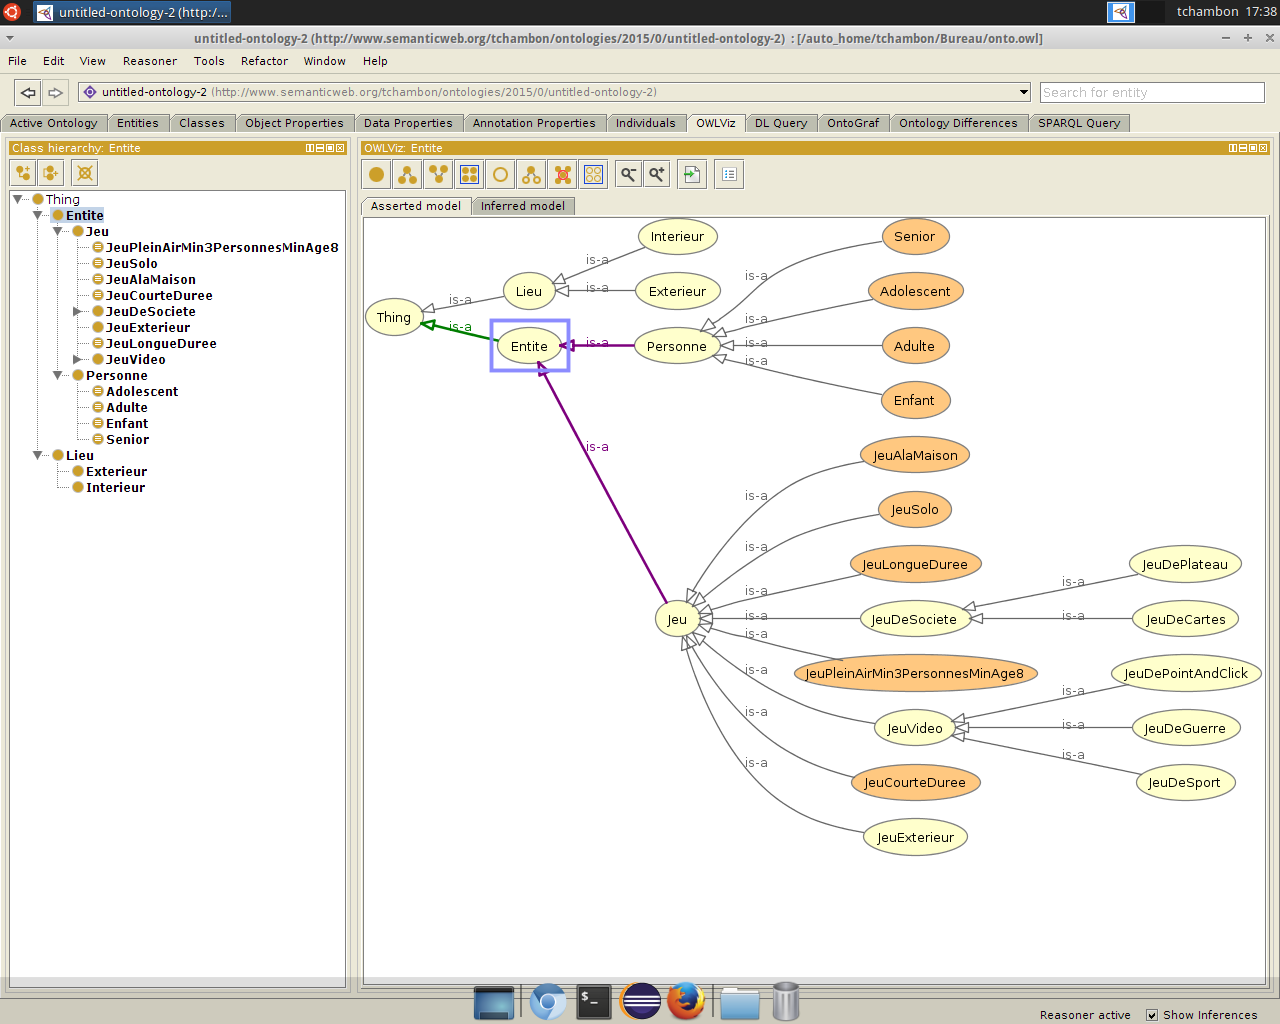 untitled-ontology-2 (http:/...
tchambon 17:38
untitled-ontology-2 (http://www.semanticweb.org/tchambon/ontologies/2015/0/untitled-ontology-2) : [/auto_home/tchambon/Bureau/onto.owl]
File Edit View Reasoner Tools Refactor Window Help
untitled-ontology-2 (http://www.semanticweb.org/tchambon/ontologies/2015/0/untitled-ontology-2)
Search for entity
Active Ontology Entities Classes Object Properties Data Properties Annotation Properties Individuals OWLViz DL Query OntoGraf Ontology Differences SPARQL Query
Class hierarchy: Entite
Thing
Entite
Jeu
JeuPleinAirMin3PersonnesMinAge8
JeuSolo
JeuAlaMaison
JeuCourteDuree
JeuDeSociete
JeuExterieur
JeuLongueDuree
JeuVideo
Personne
Adolescent
Adulte
Enfant
Senior
Lieu
Exterieur
Interieur
OWLViz: Entite
Asserted model Inferred model
Interieur
Senior
is-a
is-a
Lieu
is-a
Exterieur
Adolescent
is-a
Thing
is-a
is-a
Entite
is-a
Personne
is-a
Adulte
is-a
Enfant
is-a
JeuAlaMaison
is-a
JeuSolo
is-a
JeuLongueDuree
JeuDePlateau
is-a
is-a
Jeu
is-a
JeuDeSociete
is-a
JeuDeCartes
is-a
JeuPleinAirMin3PersonnesMinAge8
JeuDePointAndClick
is-a
is-a
is-a
JeuVideo
is-a
JeuDeGuerre
is-a
is-a
JeuCourteDuree
JeuDeSport
JeuExterieur
Reasoner active Show Inferences